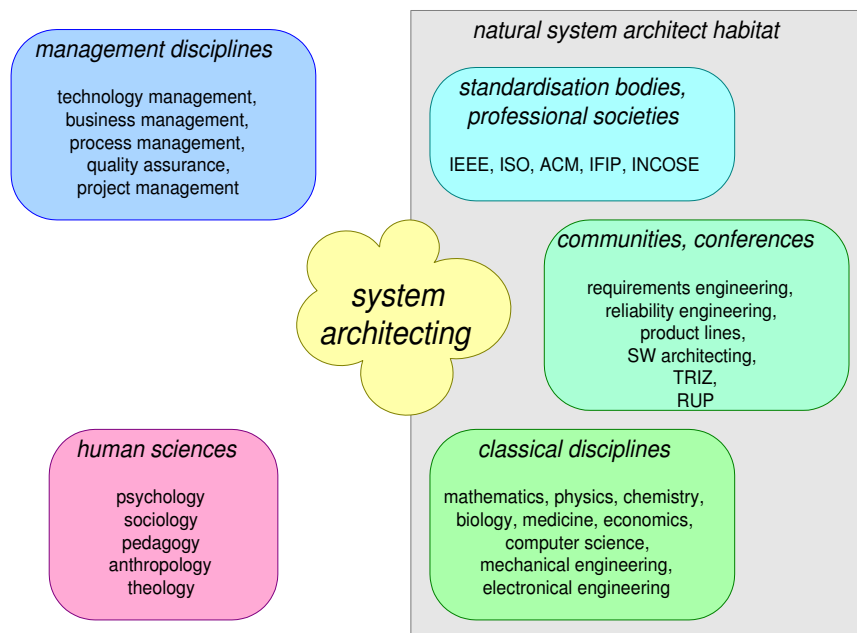 management disciplines
technology management,
business management,
process management,
quality assurance,
project management
natural system architect habitat
standardisation bodies,
professional societies
IEEE, ISO, ACM, IFIP, INCOSE
communities, conferences
requirements engineering,
reliability engineering,
product lines,
SW architecting,
TRIZ,
RUP
system
architecting
human sciences
psychology
sociology
pedagogy
anthropology
theology
classical disciplines
mathematics, physics, chemistry,
biology, medicine, economics,
computer science,
mechanical engineering,
electronical engineering